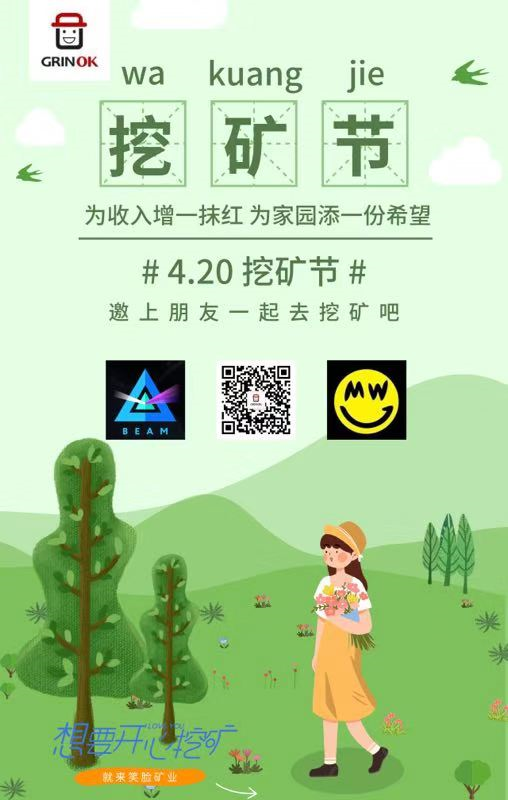 GRINOK
wa kuang jie
挖矿节
为收入增一抹红 为家园添一份希望
# 4.20 挖矿节 #
邀上朋友一起去挖矿吧
BEAM
GRINOK
MW
想要开心挖矿
LOVE YOU
就来笑脸矿业